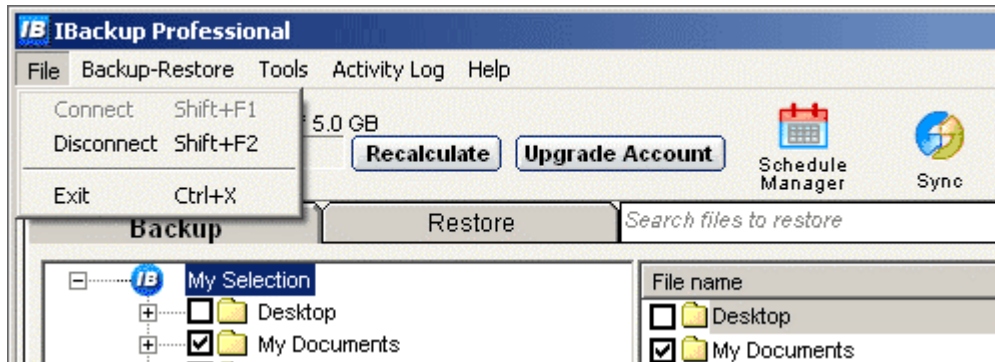 IB IBackup Professional
File Backup-Restore Tools Activity Log Help
Connect Shift+F1
Disconnect Shift+F2
Exit Ctrl+X
5.0 GB
Recalculate
Upgrade Account
Schedule
Manager
Sync
Backup
Restore
Search files to restore
IB My Selection
Desktop
My Documents
File name
Desktop
My Documents